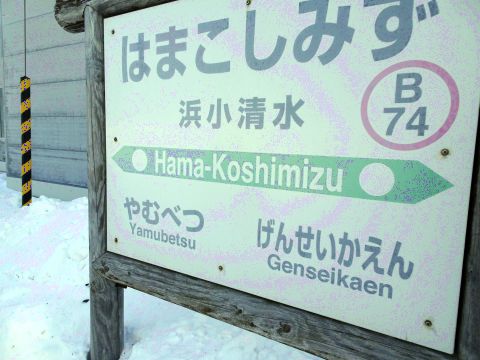 はまこしみず
浜小清水
B
74
Hama-Koshimizu
やむべつ
Yamubetsu
げんせいかえん
Genseikaen